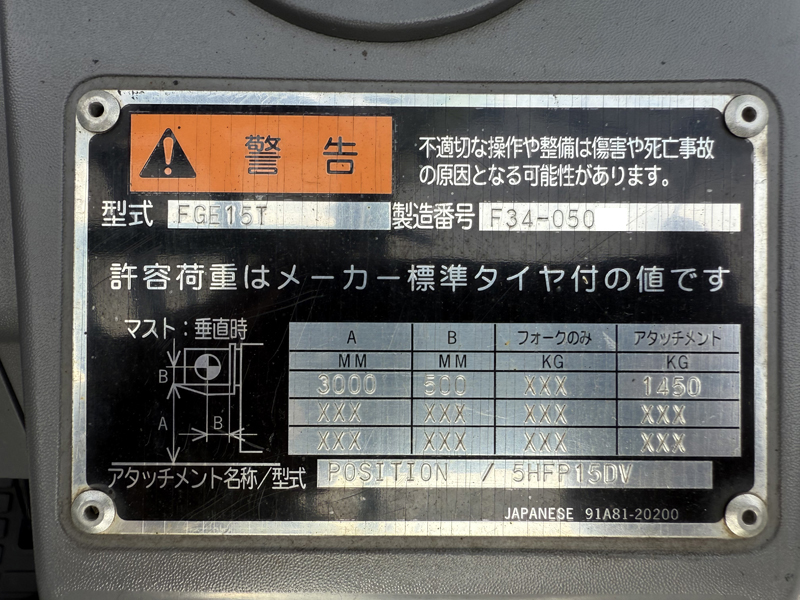 警告
不適切な操作や整備は傷害や死亡事故
の原因となる可能性があります。
型式 FGE15T 製造番号 F34-050
許容荷重はメーカー標準タイヤ付の値です
マスト：垂直時
A B フォークのみ アタッチメント
MM MM KG KG
3000 500 XXX 1450
XXX XXX XXX XXX
XXX XXX XXX XXX
B
A
B
アタッチメント名称/型式 POSITION / 5HFP15DV
JAPANESE 91A81-20200